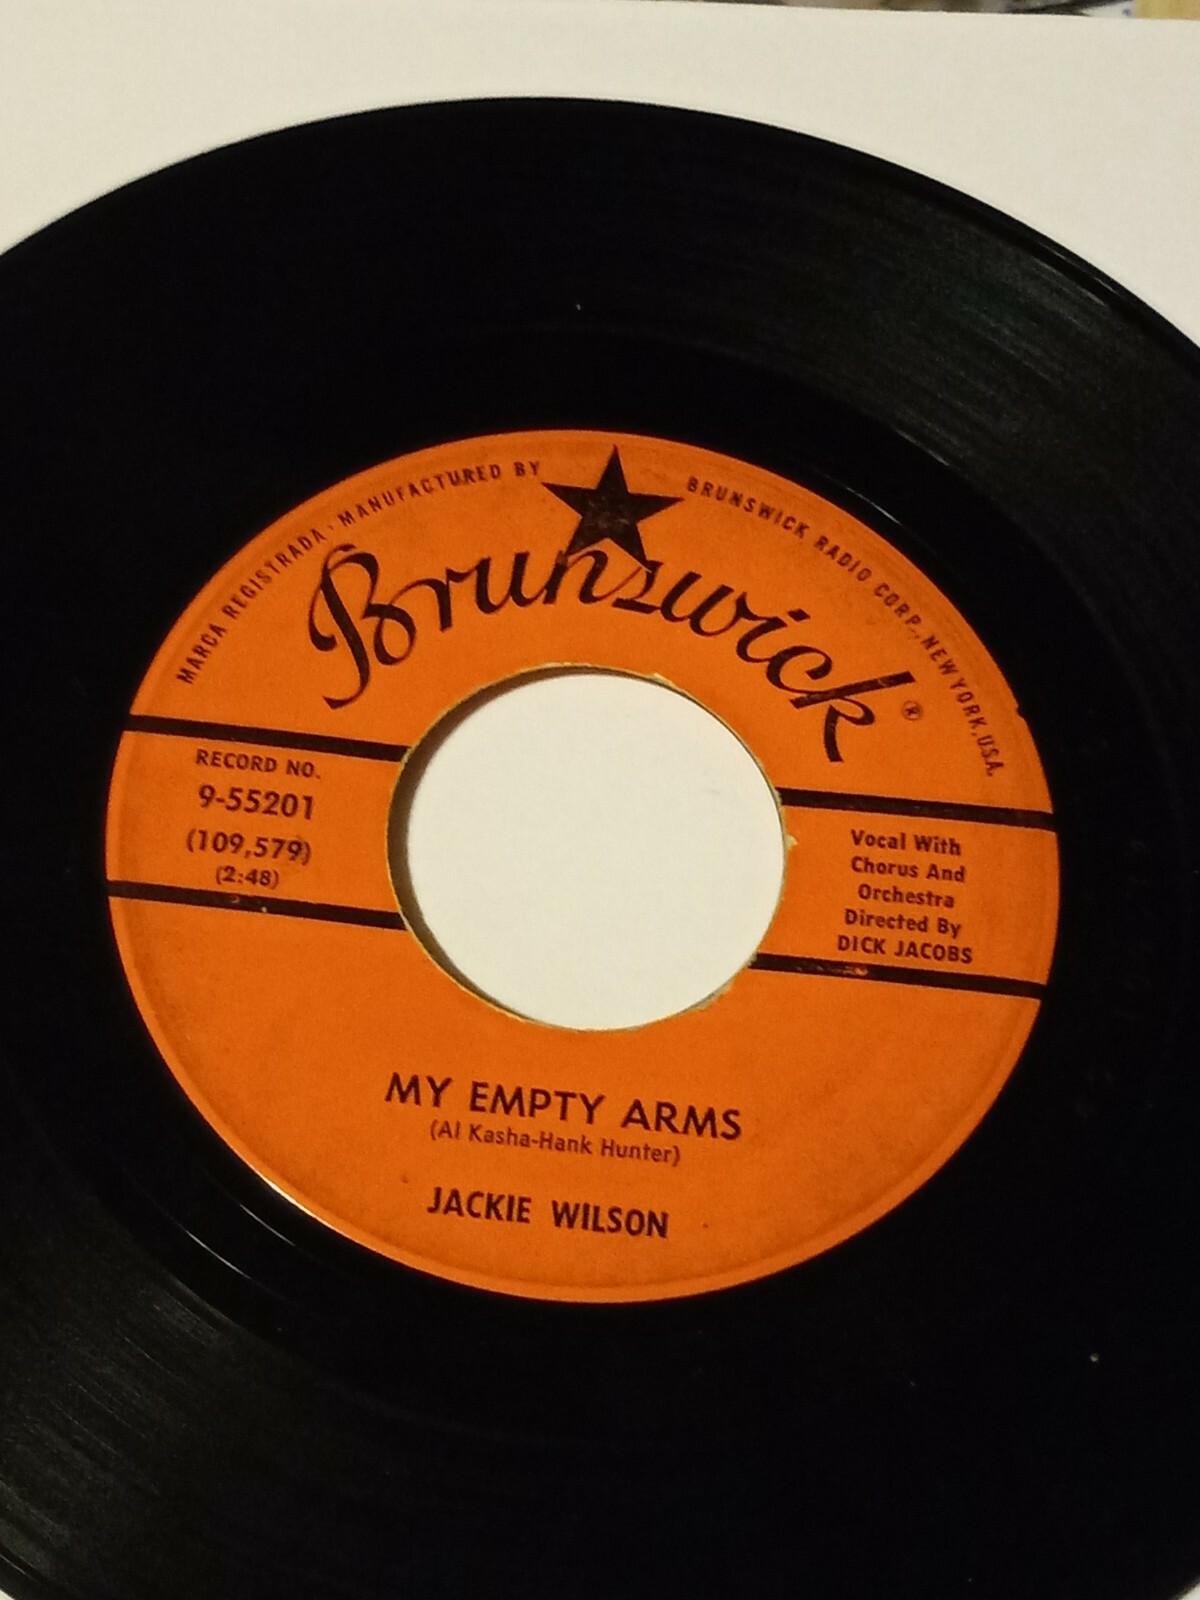 MARCA REGISTRADA · MANUFACTURED BY BRUNSWICK RADIO CORP., NEW YORK, U.S.A.
Brunswick®
RECORD NO.
9-55201
(109,579)
(2:48)
Vocal With
Chorus And
Orchestra
Directed By
DICK JACOBS
MY EMPTY ARMS
(Al Kasha-Hank Hunter)
JACKIE WILSON